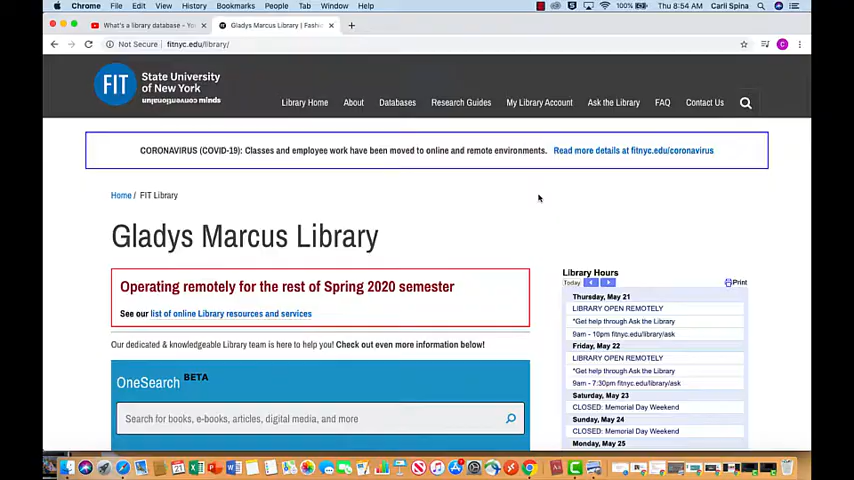 Chrome File Edit View History Bookmarks People Tab Window Help 100% Thu 8:54 AM Carli Spina
What's a library database - Yo
Gladys Marcus Library | Fashi
Not Secure | fitnyc.edu/library/
FIT
State University
of New York
Library Home About Databases Research Guides My Library Account Ask the Library FAQ Contact Us
CORONAVIRUS (COVID-19): Classes and employee work have been moved to online and remote environments. Read more details at fitnyc.edu/coronavirus
Home / FIT Library
Gladys Marcus Library
Operating remotely for the rest of Spring 2020 semester
See our list of online Library resources and services
Our dedicated & knowledgeable Library team is here to help you! Check out even more information below!
OneSearch BETA
Search for books, e-books, articles, digital media, and more
Library Hours
Today Print
Thursday, May 21
LIBRARY OPEN REMOTELY
*Get help through Ask the Library
9am - 10pm fitnyc.edu/library/ask
Friday, May 22
LIBRARY OPEN REMOTELY
*Get help through Ask the Library
9am - 7:30pm fitnyc.edu/library/ask
Saturday, May 23
CLOSED: Memorial Day Weekend
Sunday, May 24
CLOSED: Memorial Day Weekend
Monday, May 25